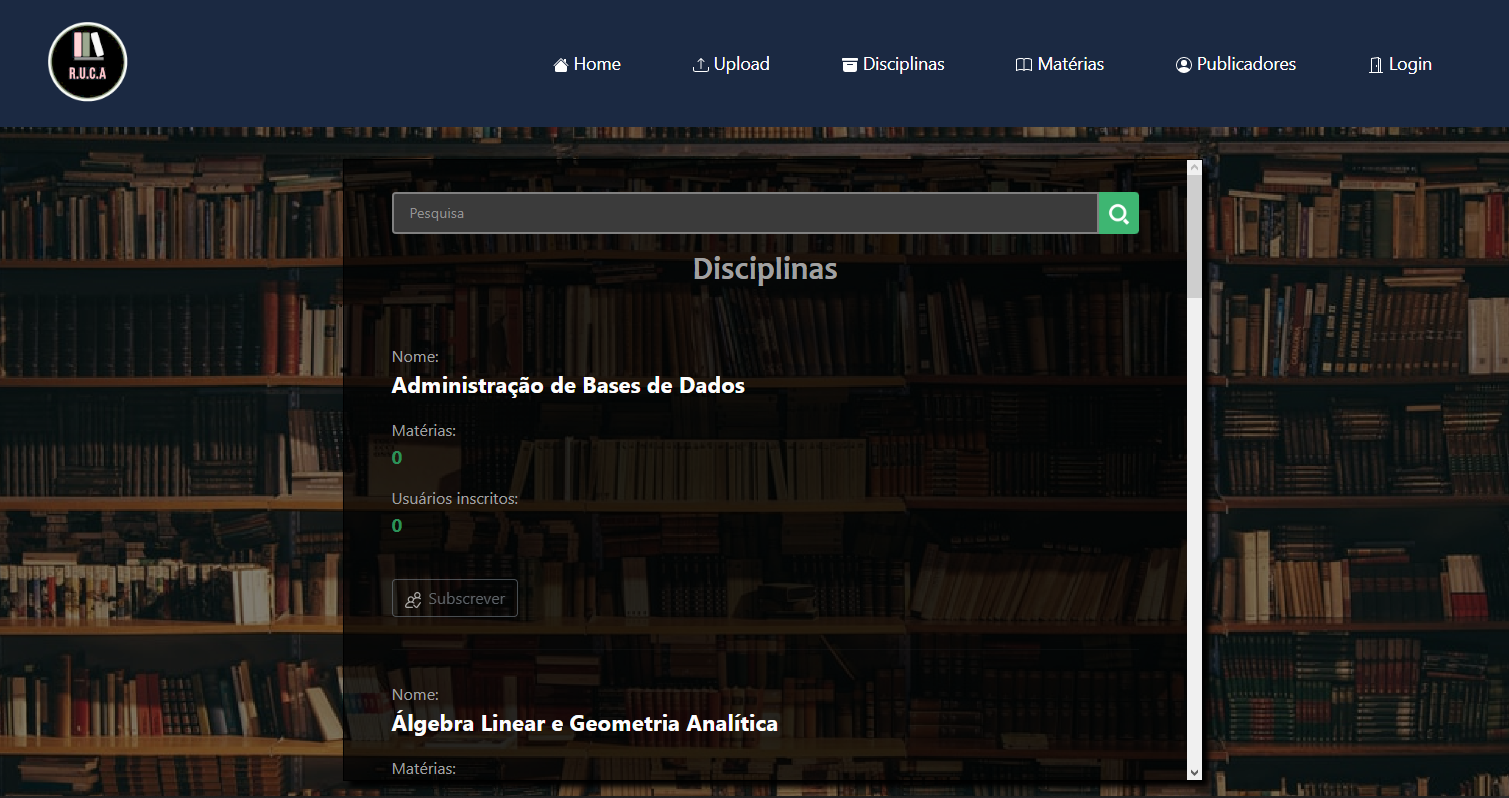 R.U.C.A
Home
Upload
Disciplinas
Matérias
Publicadores
Login
Pesquisa
Disciplinas
Nome:
Administração de Bases de Dados
Matérias:
0
Usuários inscritos:
0
Subscrever
Nome:
Álgebra Linear e Geometria Analítica
Matérias: